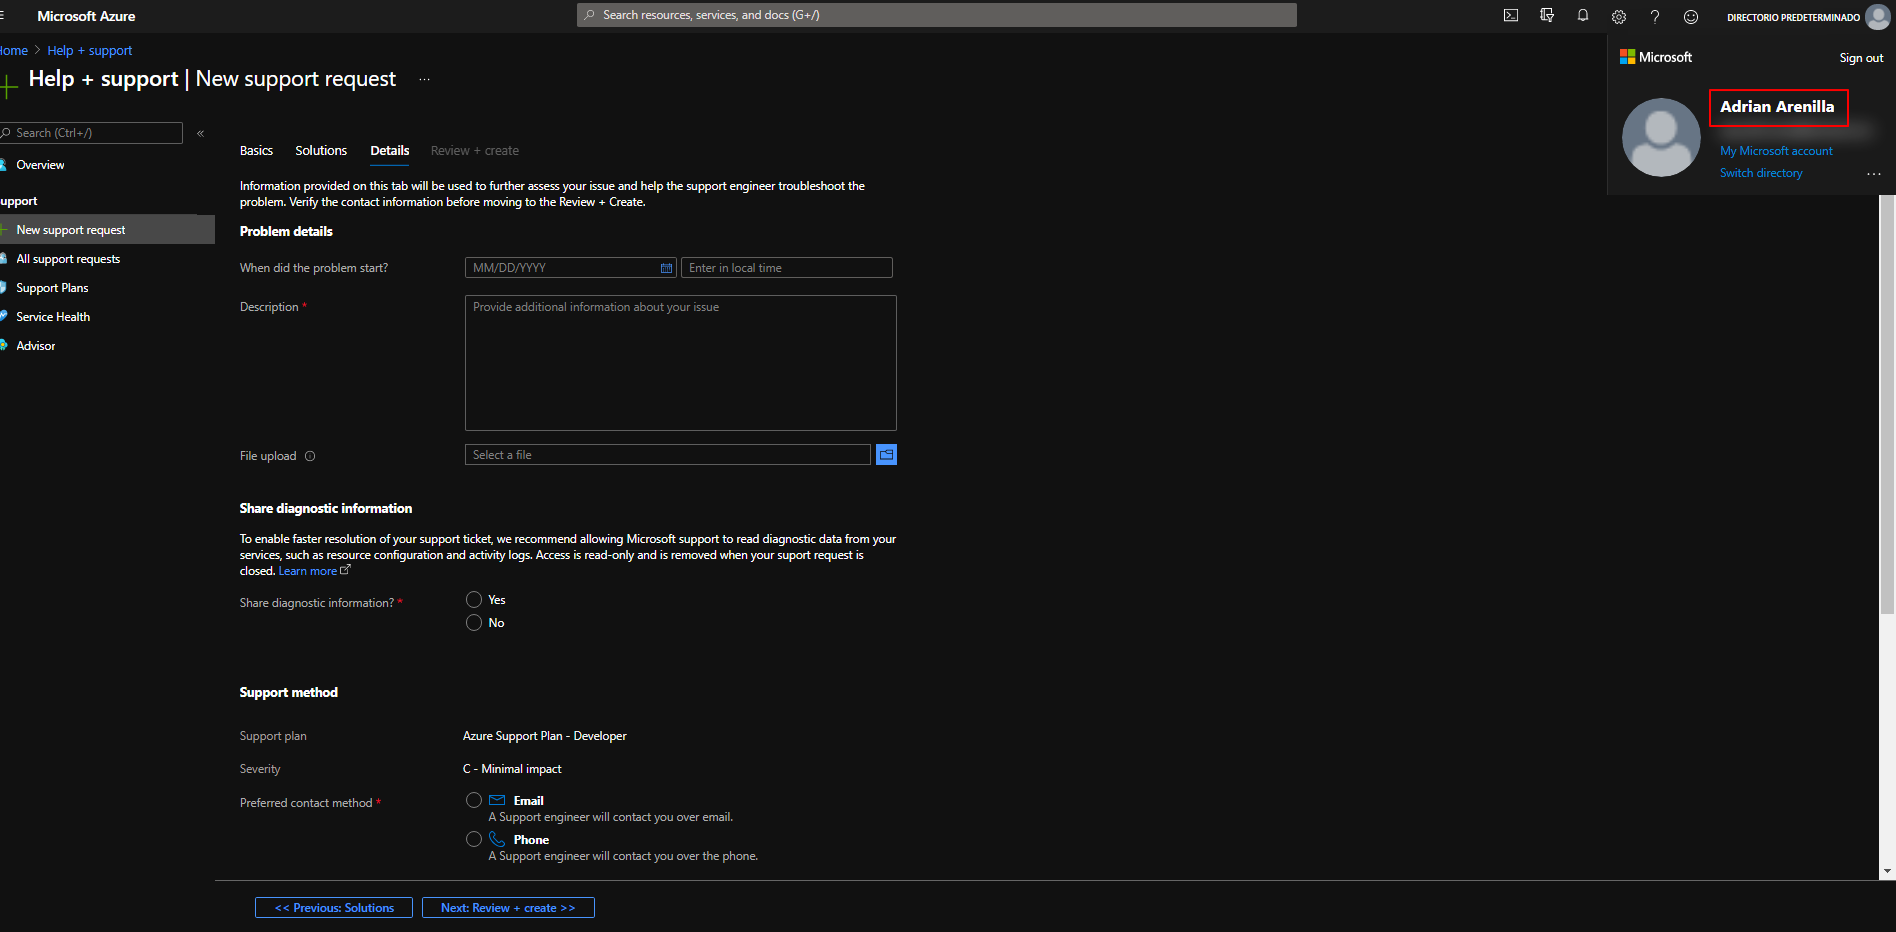 Microsoft Azure
Search resources, services, and docs (G+/)
DIRECTORIO PREDETERMINADO
Home > Help + support
Help + support | New support request ...
Microsoft
Sign out
Adrian Arenilla
My Microsoft account
Switch directory
...
Search (Ctrl+/)
«
Overview
Support
New support request
All support requests
Support Plans
Service Health
Advisor
Basics
Solutions
Details
Review + create
Information provided on this tab will be used to further assess your issue and help the support engineer troubleshoot the
problem. Verify the contact information before moving to the Review + Create.
Problem details
When did the problem start?
MM/DD/YYYY
Enter in local time
Description *
Provide additional information about your issue
File upload
Select a file
Share diagnostic information
To enable faster resolution of your support ticket, we recommend allowing Microsoft support to read diagnostic data from your
services, such as resource configuration and activity logs. Access is read-only and is removed when your suport request is
closed. Learn more
Share diagnostic information? *
Yes
No
Support method
Support plan
Azure Support Plan - Developer
Severity
C - Minimal impact
Preferred contact method *
Email
A Support engineer will contact you over email.
Phone
A Support engineer will contact you over the phone.
<< Previous: Solutions
Next: Review + create >>